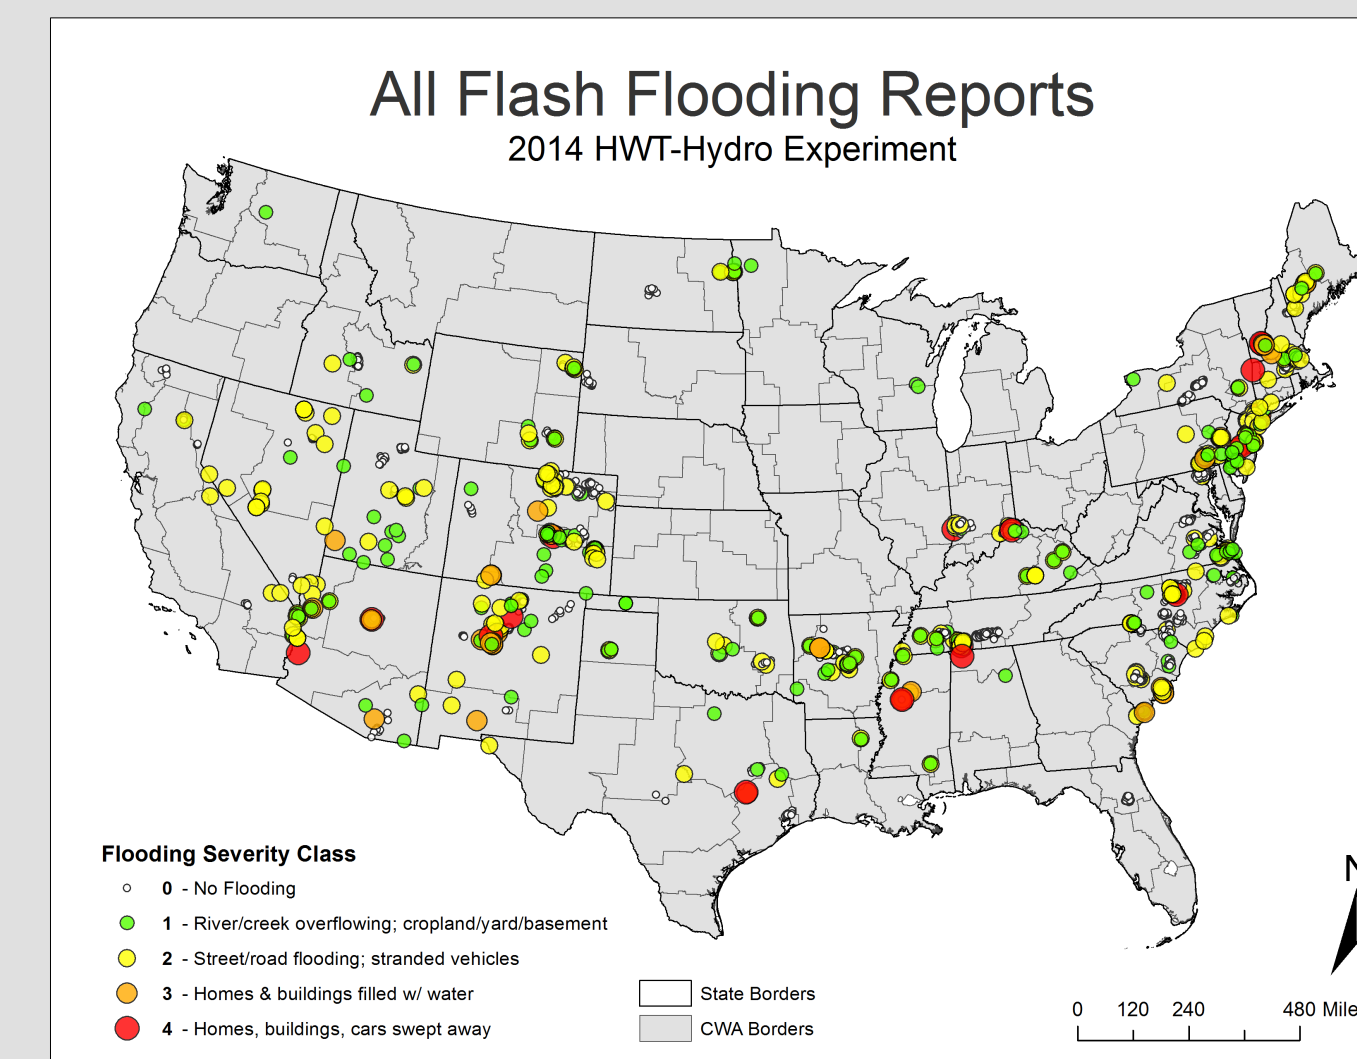 All Flash Flooding Reports
2014 HWT-Hydro Experiment
N
Flooding Severity Class
0 - No Flooding
1 - River/creek overflowing; cropland/yard/basement
2 - Street/road flooding; stranded vehicles
3 - Homes & buildings filled w/ water
4 - Homes, buildings, cars swept away
State Borders
CWA Borders
0 120 240 480 Mile